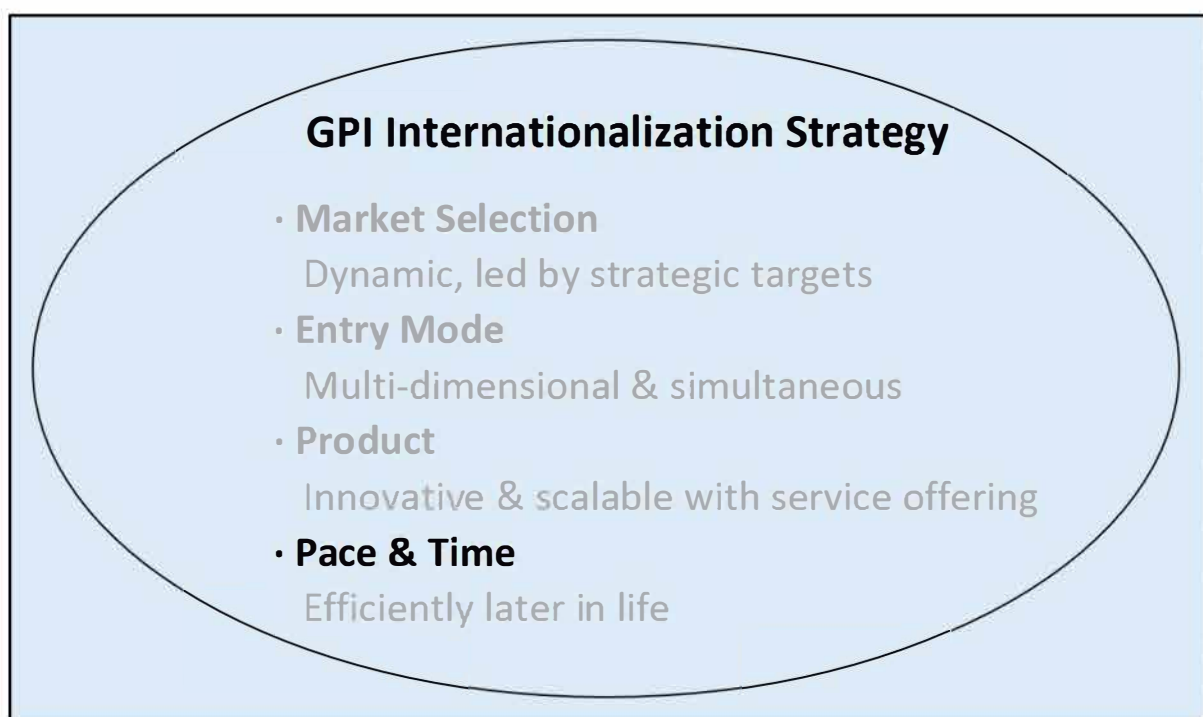 GPI Internationalization Strategy
· Market Selection
Dynamic, led by strategic targets
· Entry Mode
Multi-dimensional & simultaneous
· Product
Innovative & scalable with service offering
· Pace & Time
Efficiently later in life